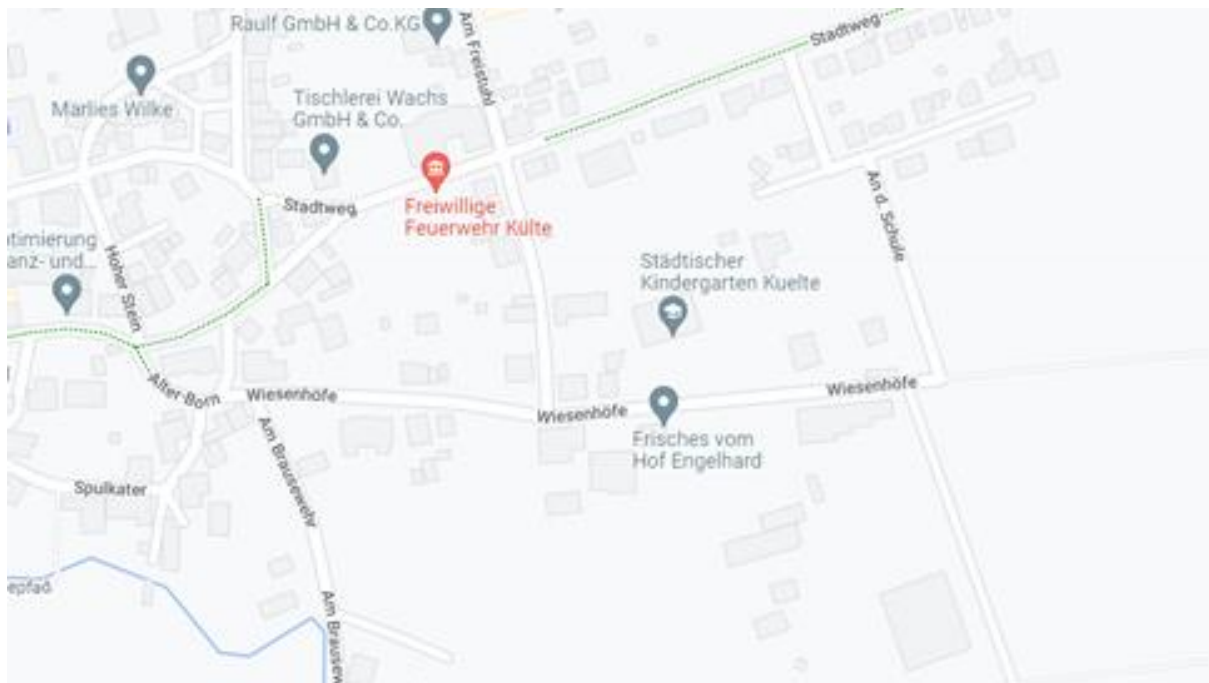 Raulf GmbH & Co.KG
Am Freistuhl
Stadtweg
Marlies Wilke
Tischlerei Wachs
GmbH & Co.
Stadtweg
Freiwillige
Feuerwehr Külte
An d. Schule
timierung
anz- und...
Hoher Stein
Städtischer
Kindergarten Kuelte
Alter Born
Wiesenhöfe
Wiesenhöfe
Wiesenhöfe
Frisches vom
Hof Engelhard
Am Brausewehr
Spulkater
epfad
Am Brausew